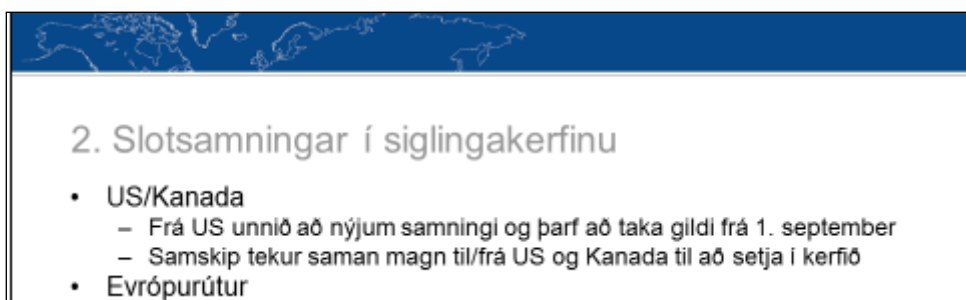 2. Slotsamningar í siglingakerfinu
• US/Kanada
– Frá US unnið að nýjum samningi og þarf að taka gildi frá 1. september
– Samskip tekur saman magn til/frá US og Kanada til að setja í kerfið
• Evrópurútur